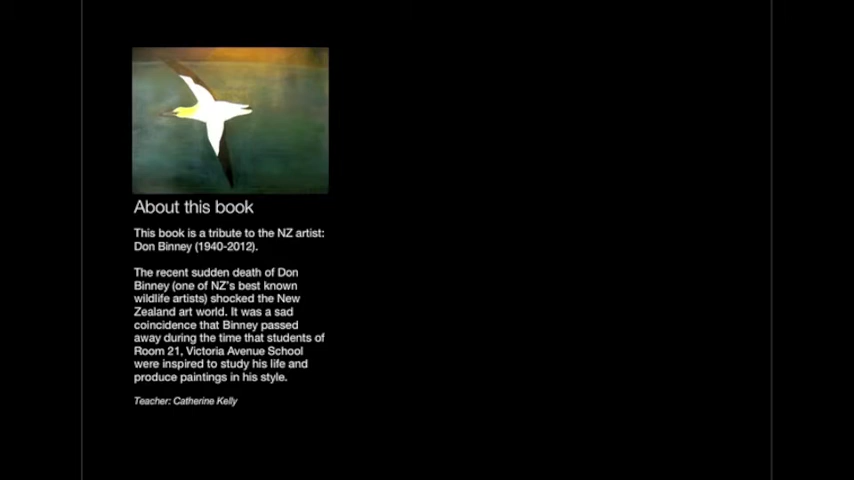 About this book
This book is a tribute to the NZ artist:
Don Binney (1940-2012).
The recent sudden death of Don
Binney (one of NZ's best known
wildlife artists) shocked the New
Zealand art world. It was a sad
coincidence that Binney passed
away during the time that students of
Room 21, Victoria Avenue School
were inspired to study his life and
produce paintings in his style.
Teacher: Catherine Kelly